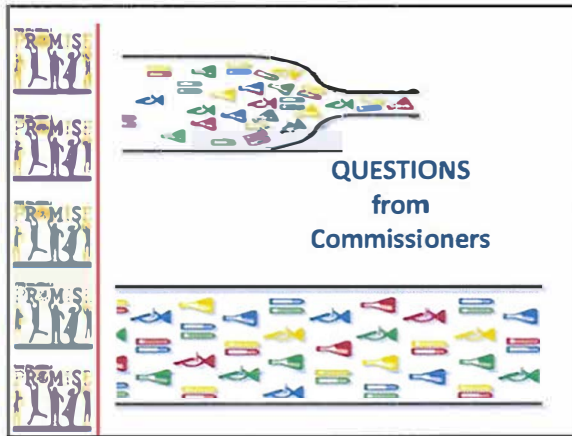 PROMISE
PROMISE
PROMISE
PROMISE
PROMISE
QUESTIONS
from
Commissioners